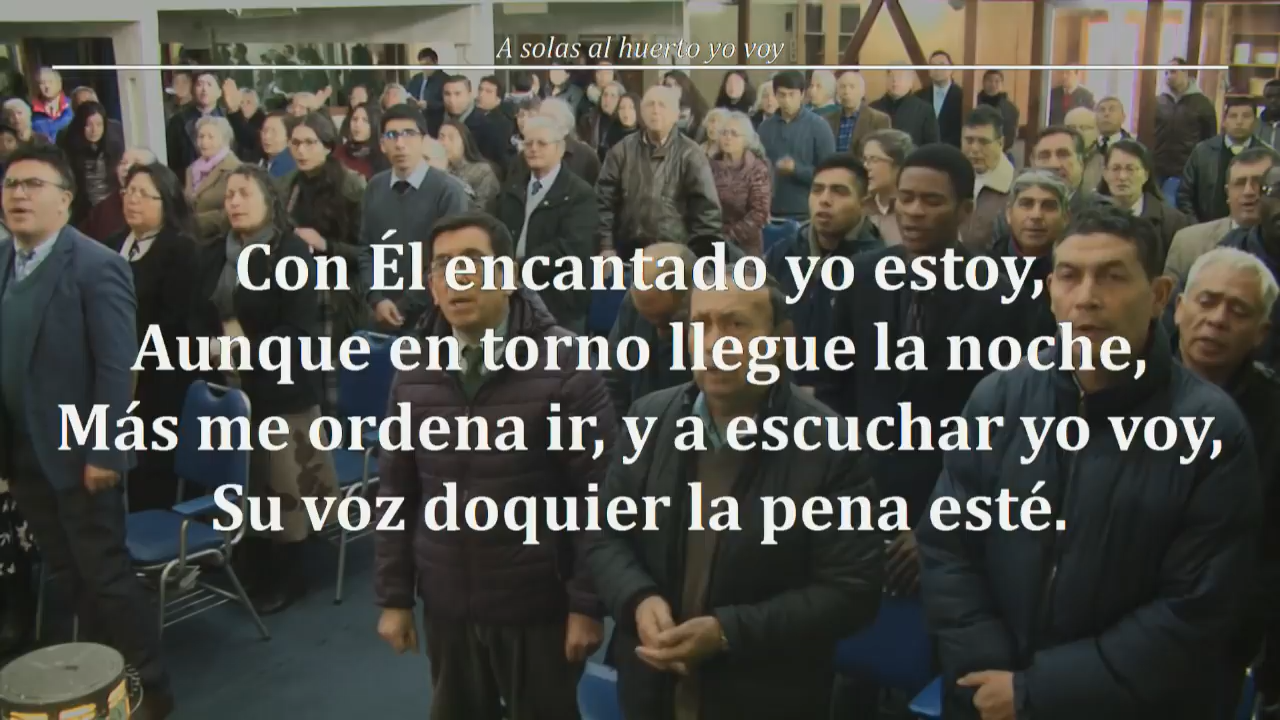 A solas al huerto yo voy
Con Él encantado yo estoy,
Aunque en torno llegue la noche,
Más me ordena ir, y a escuchar yo voy,
Su voz doquier la pena esté.